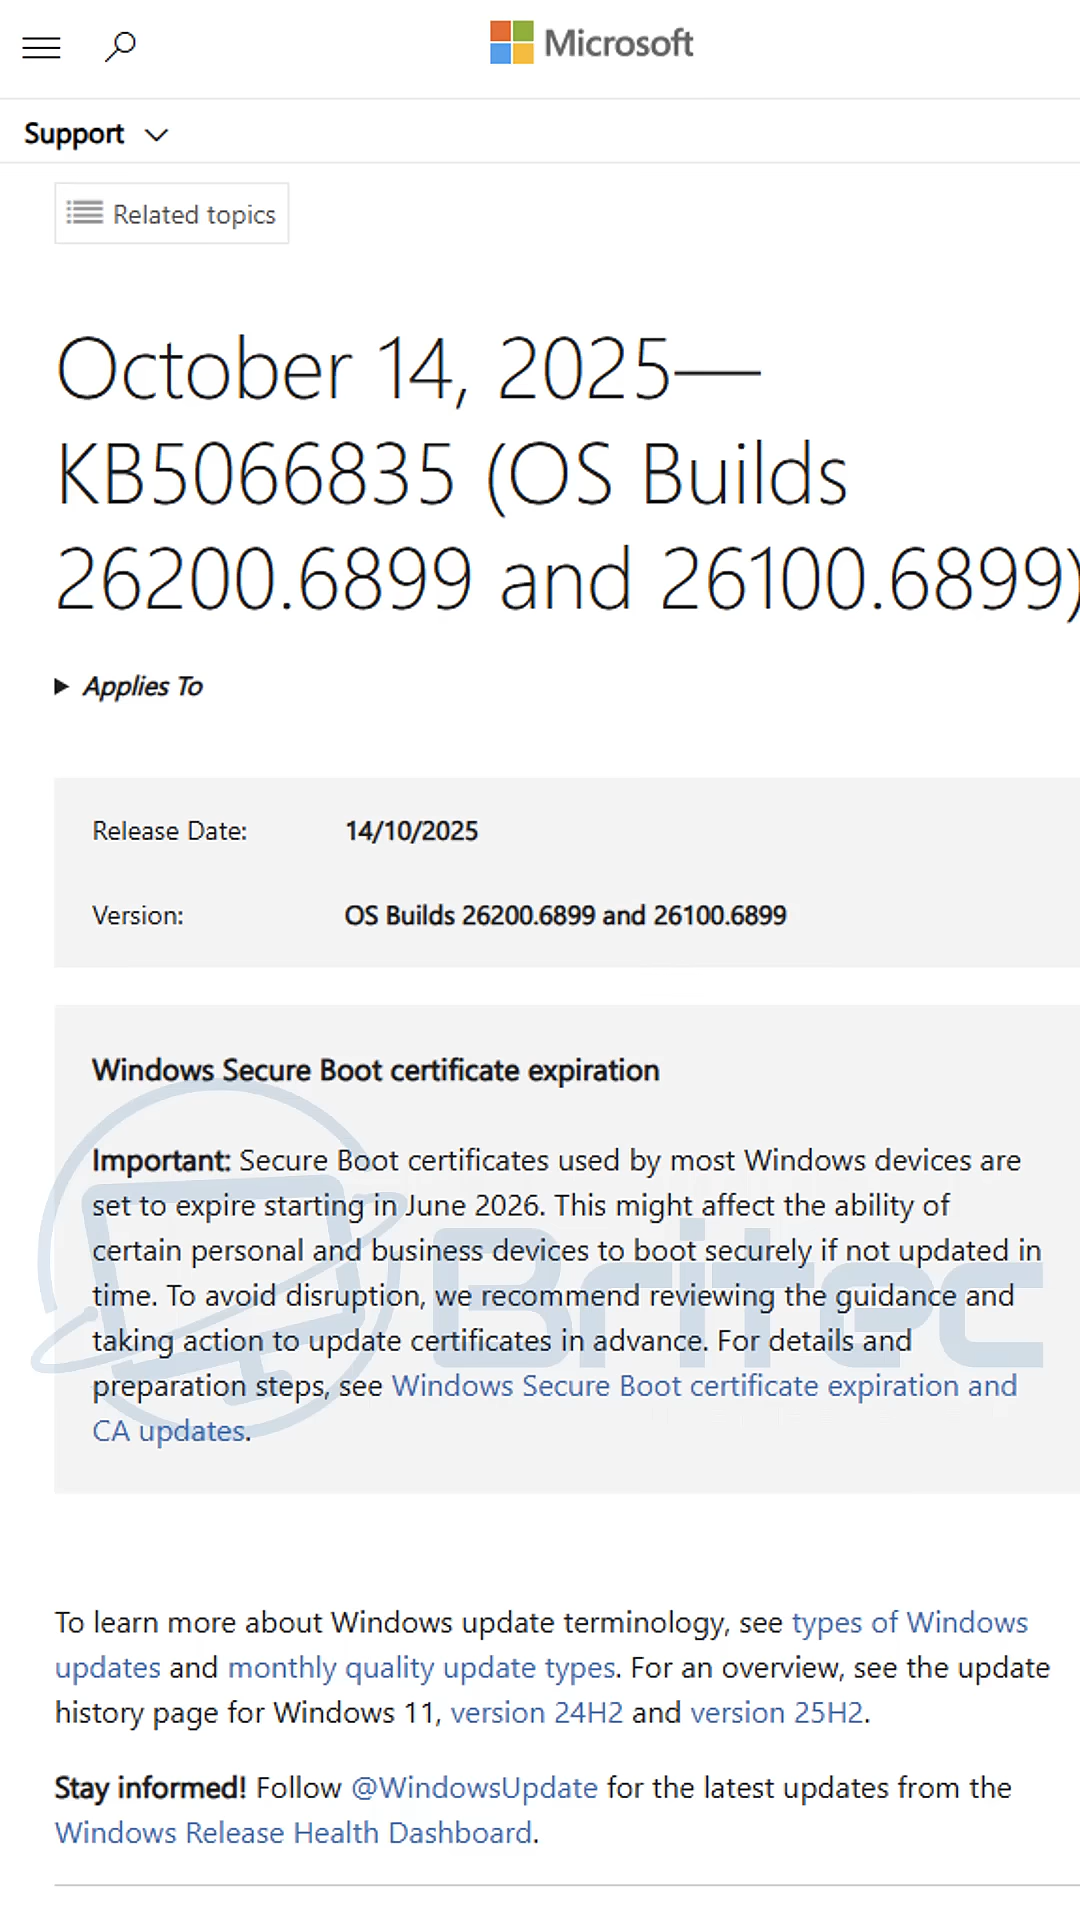 Microsoft
Support
Related topics
October 14, 2025—
KB5066835 (OS Builds
26200.6899 and 26100.6899)
Applies To
Release Date: 14/10/2025
Version: OS Builds 26200.6899 and 26100.6899
Windows Secure Boot certificate expiration
Important: Secure Boot certificates used by most Windows devices are
set to expire starting in June 2026. This might affect the ability of
certain personal and business devices to boot securely if not updated in
time. To avoid disruption, we recommend reviewing the guidance and
taking action to update certificates in advance. For details and
preparation steps, see Windows Secure Boot certificate expiration and
CA updates.
Britec
To learn more about Windows update terminology, see types of Windows
updates and monthly quality update types. For an overview, see the update
history page for Windows 11, version 24H2 and version 25H2.
Stay informed! Follow @WindowsUpdate for the latest updates from the
Windows Release Health Dashboard.